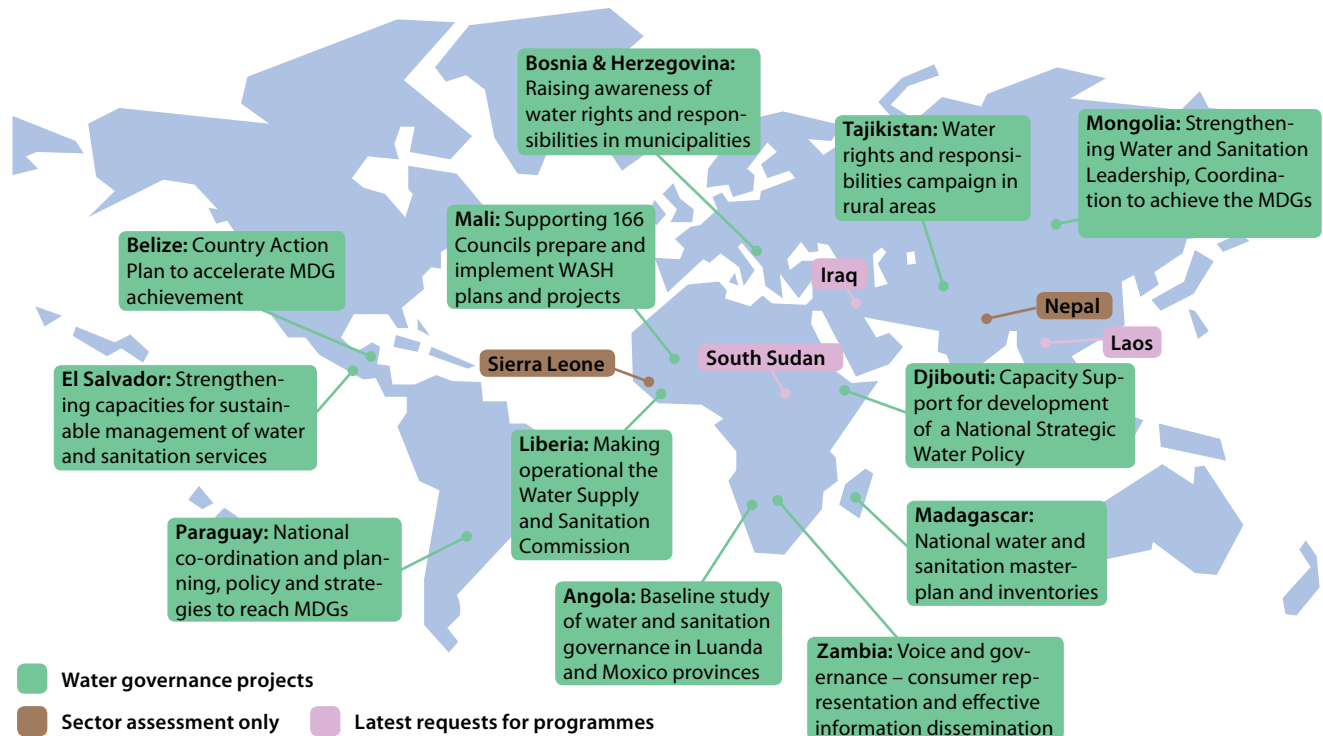 Bosnia & Herzegovina:
Raising awareness of
water rights and respon-
sibilities in municipalities
Tajikistan: Water
rights and responsi-
bilities campaign in
rural areas
Mongolia: Strengthen-
ing Water and Sanitation
Leadership, Coordina-
tion to achieve the MDGs
Mali: Supporting 166
Councils prepare and
implement WASH
plans and projects
Belize: Country Action
Plan to accelerate MDG
achievement
Iraq
Nepal
Laos
South Sudan
Sierra Leone
El Salvador: Strengthen-
ing capacities for sustain-
able management of water
and sanitation services
Djibouti: Capacity Sup-
port for development
of a National Strategic
Water Policy
Liberia: Making
operational the
Water Supply
and Sanitation
Commission
Madagascar:
National water and
sanitation master-
plan and inventories
Paraguay: National
co-ordination and plan-
ning, policy and strate-
gies to reach MDGs
Angola: Baseline study
of water and sanitation
governance in Luanda
and Moxico provinces
Zambia: Voice and gov-
ernance – consumer rep-
resentation and effective
information dissemination
Water governance projects
Sector assessment only
Latest requests for programmes